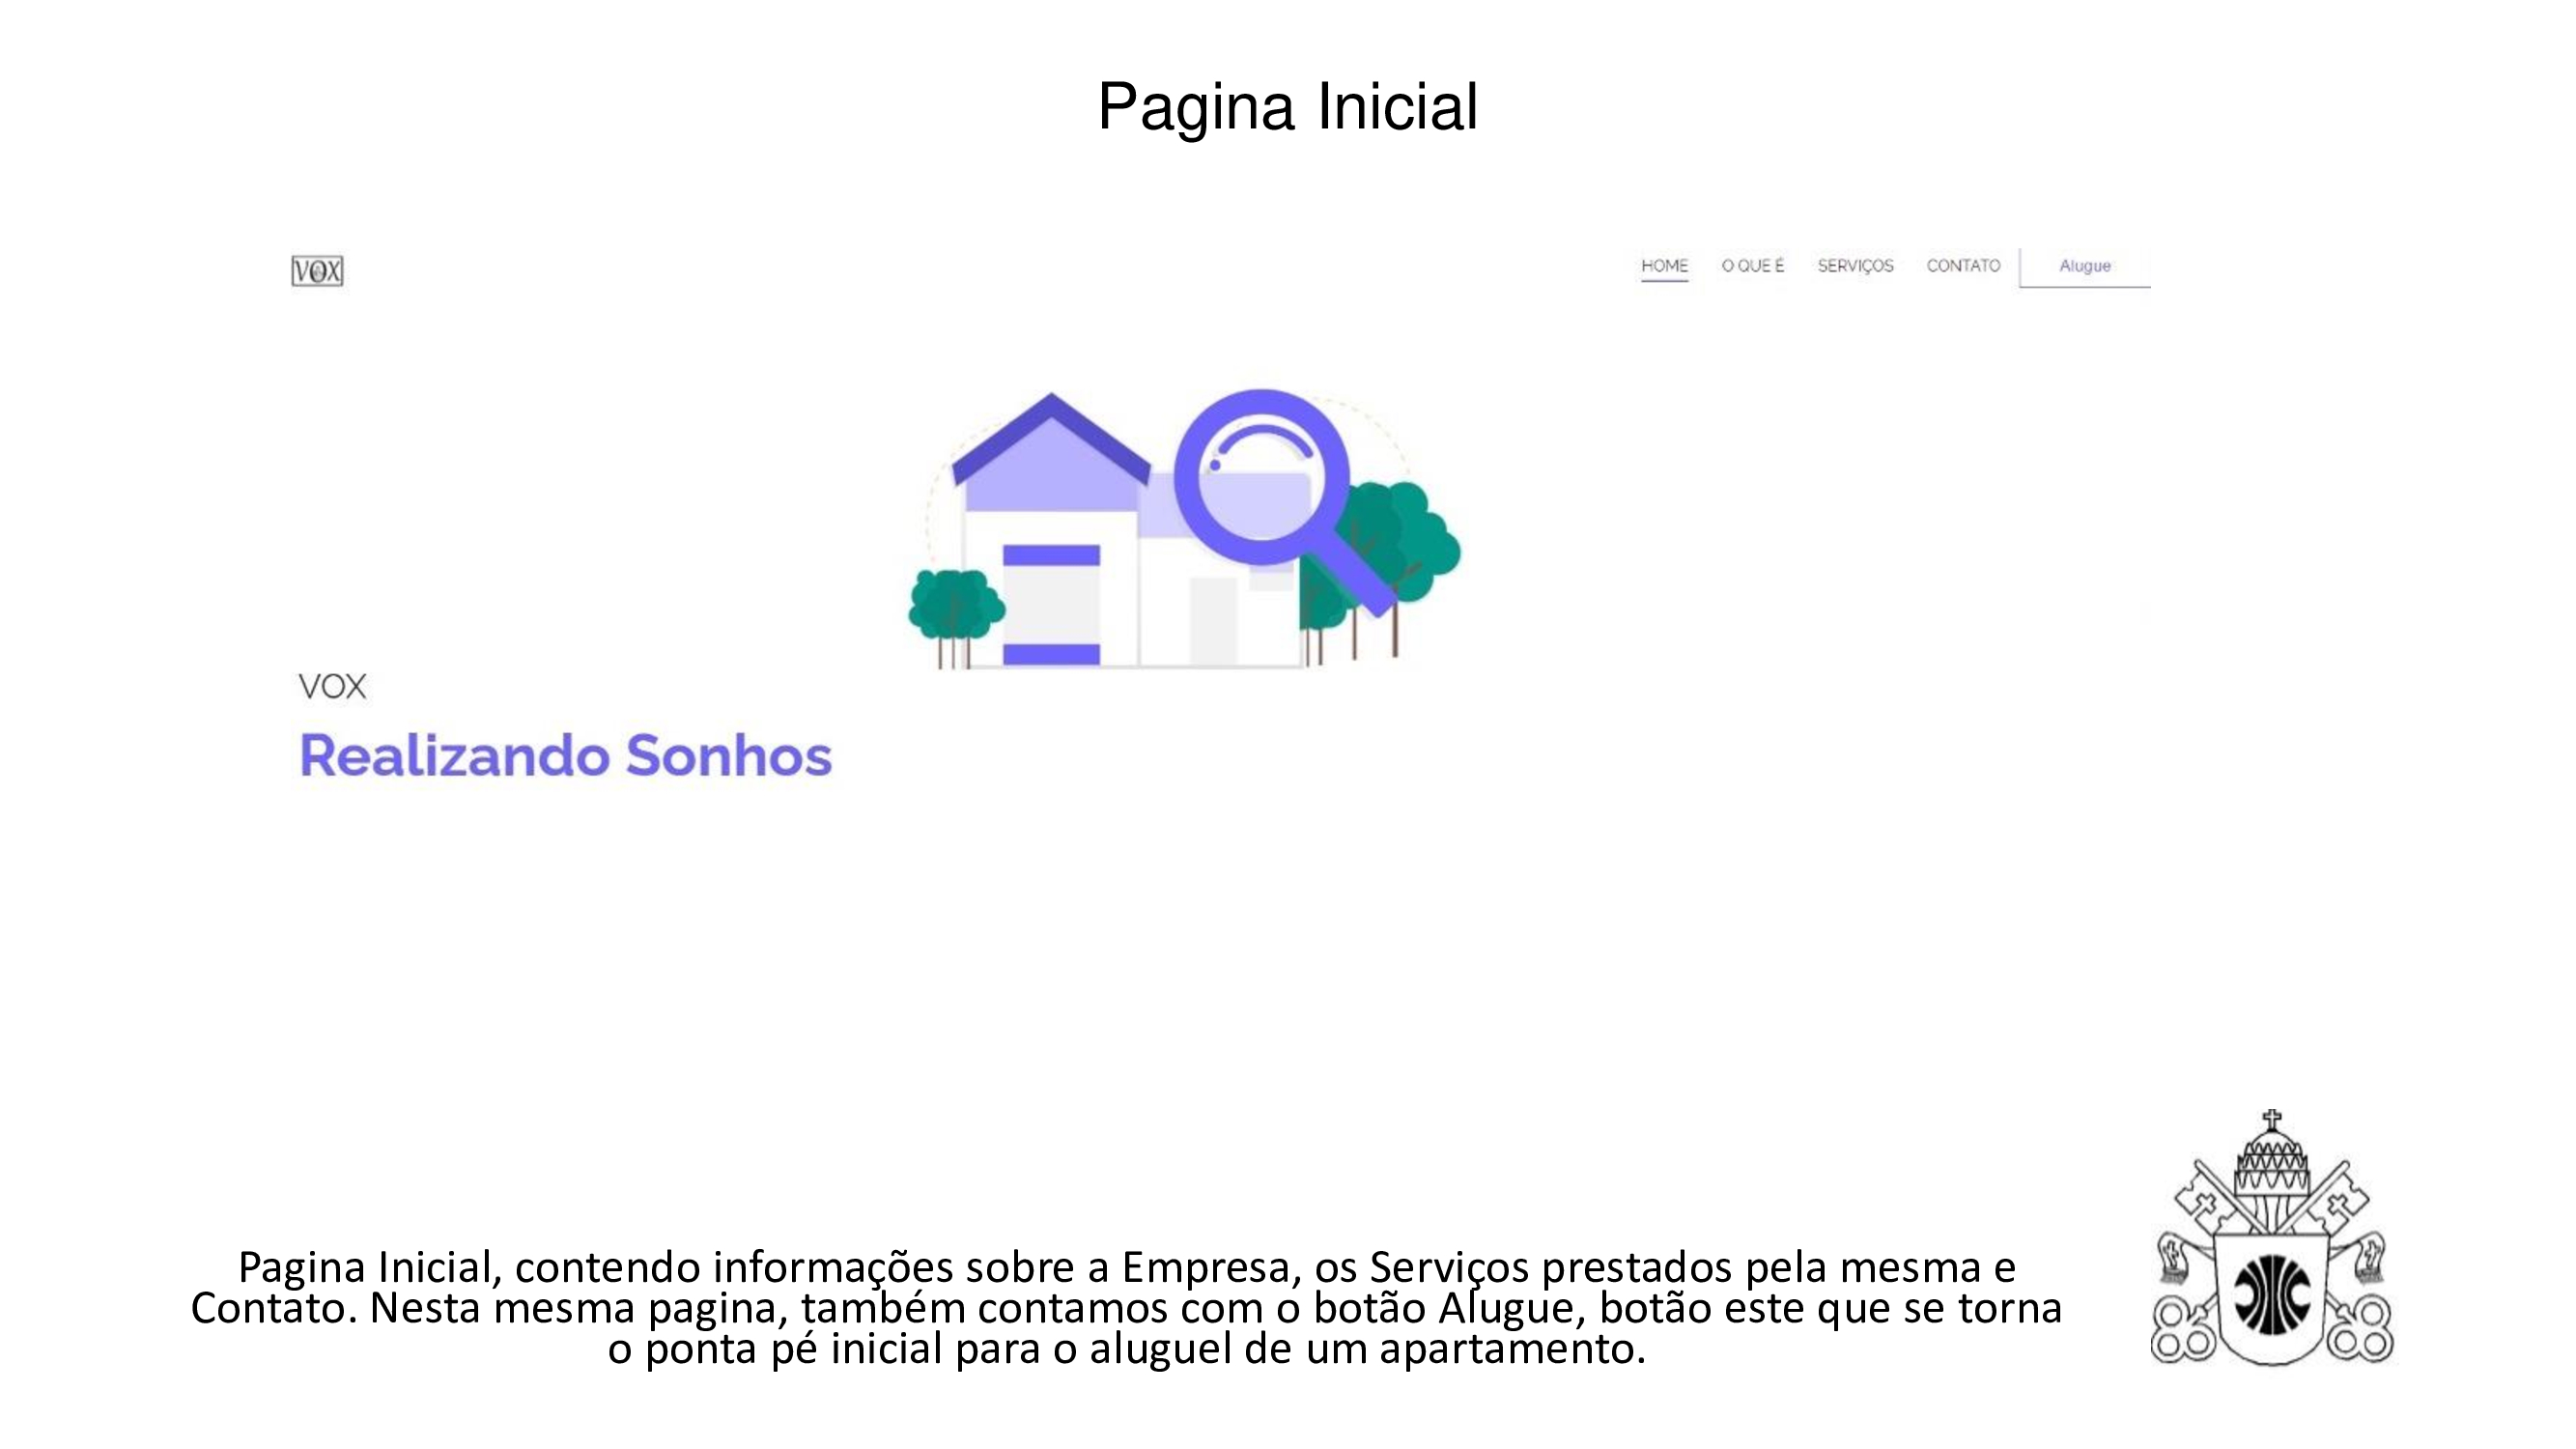 Pagina Inicial
VOX
HOME O QUE É SERVIÇOS CONTATO Alugue
VOX
Realizando Sonhos
Pagina Inicial, contendo informações sobre a Empresa, os Serviços prestados pela mesma e
Contato. Nesta mesma pagina, também contamos com o botão Alugue, botão este que se torna
o ponta pé inicial para o aluguel de um apartamento.